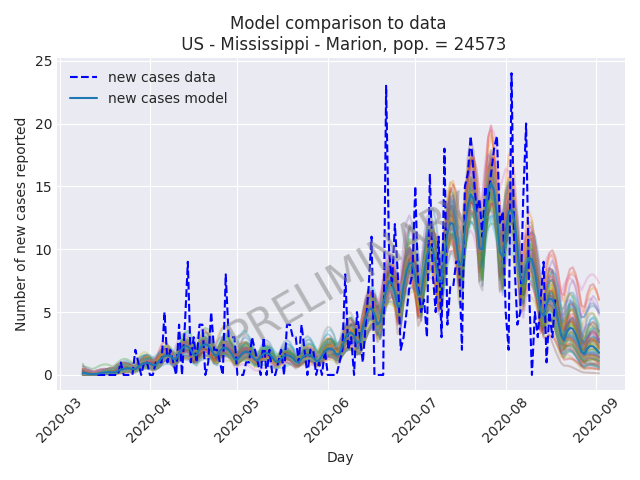 Model comparison to data
US - Mississippi - Marion, pop. = 24573
new cases data
new cases model
PRELIMINARY
Number of new cases reported
25
20
15
10
5
0
2020-03
2020-04
2020-05
2020-06
2020-07
2020-08
2020-09
Day